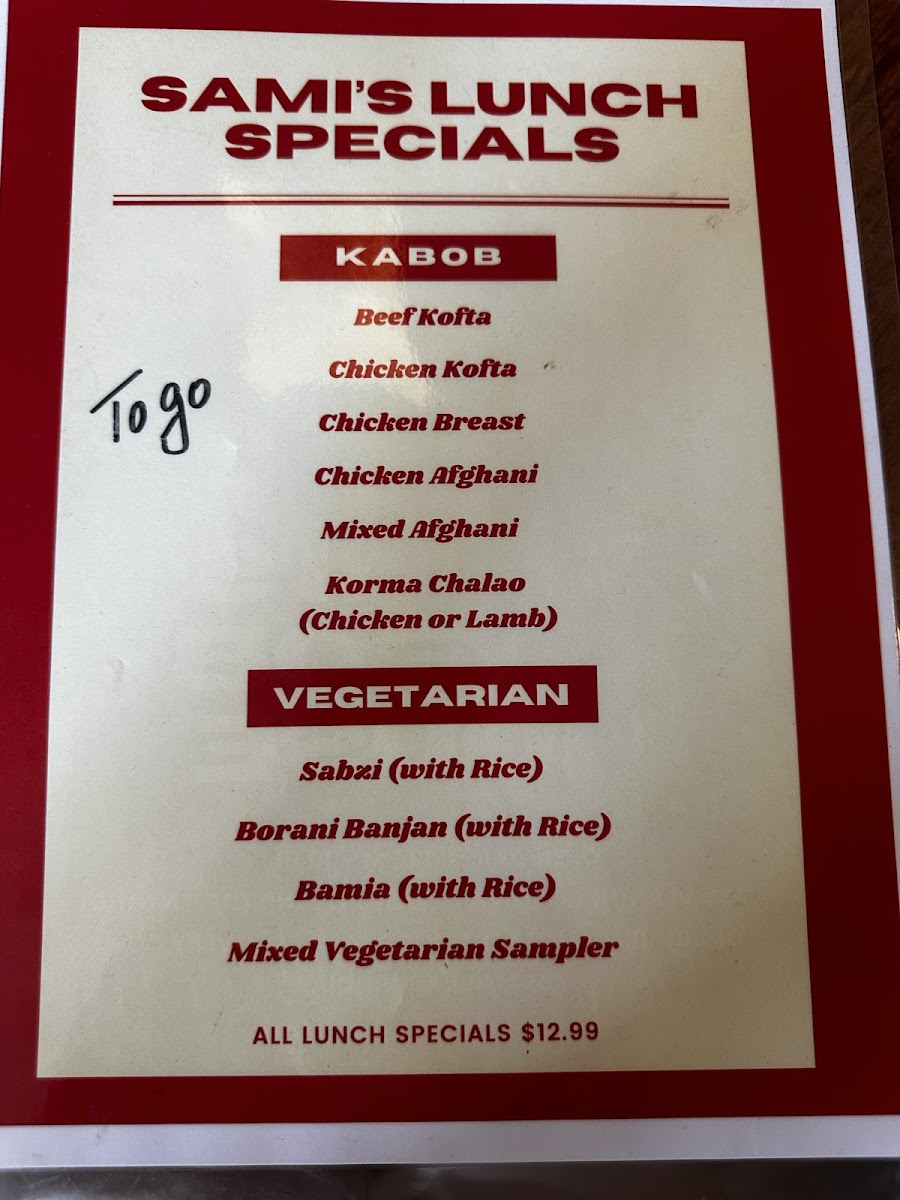 SAMI'S LUNCH
SPECIALS
KABOB
Beef Kofta
Chicken Kofta
To go
Chicken Breast
Chicken Afghani
Mixed Afghani
Korma Chalao
(Chicken or Lamb)
VEGETARIAN
Sabzi (with Rice)
Borani Banjan (with Rice)
Bamia (with Rice)
Mixed Vegetarian Sampler
ALL LUNCH SPECIALS $12.99